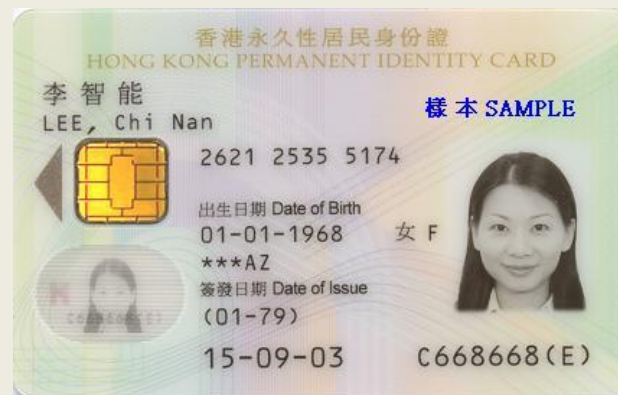 香港永久性居民身份證
HONG KONG PERMANENT IDENTITY CARD
李智能
LEE, Chi Nan
樣本 SAMPLE
2621 2535 5174
出生日期 Date of Birth
01-01-1968 女 F
***AZ
簽發日期 Date of Issue
(01-79)
15-09-03 C668668(E)